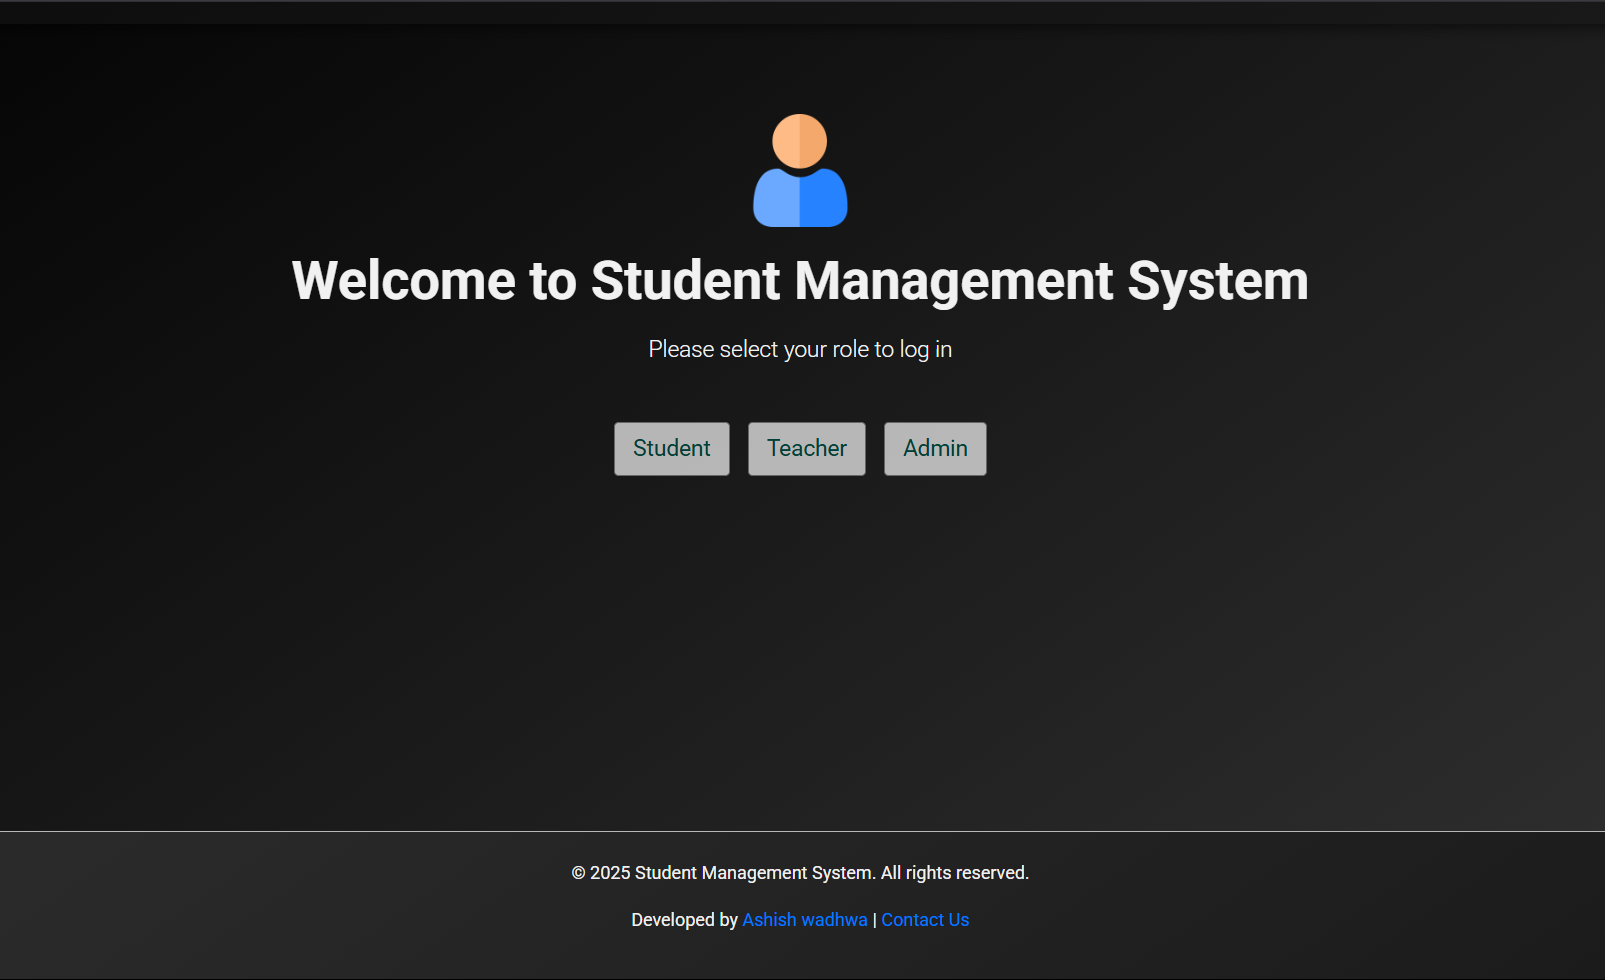 Welcome to Student Management System
Please select your role to log in
Student Teacher Admin
© 2025 Student Management System. All rights reserved.
Developed by Ashish wadhwa | Contact Us